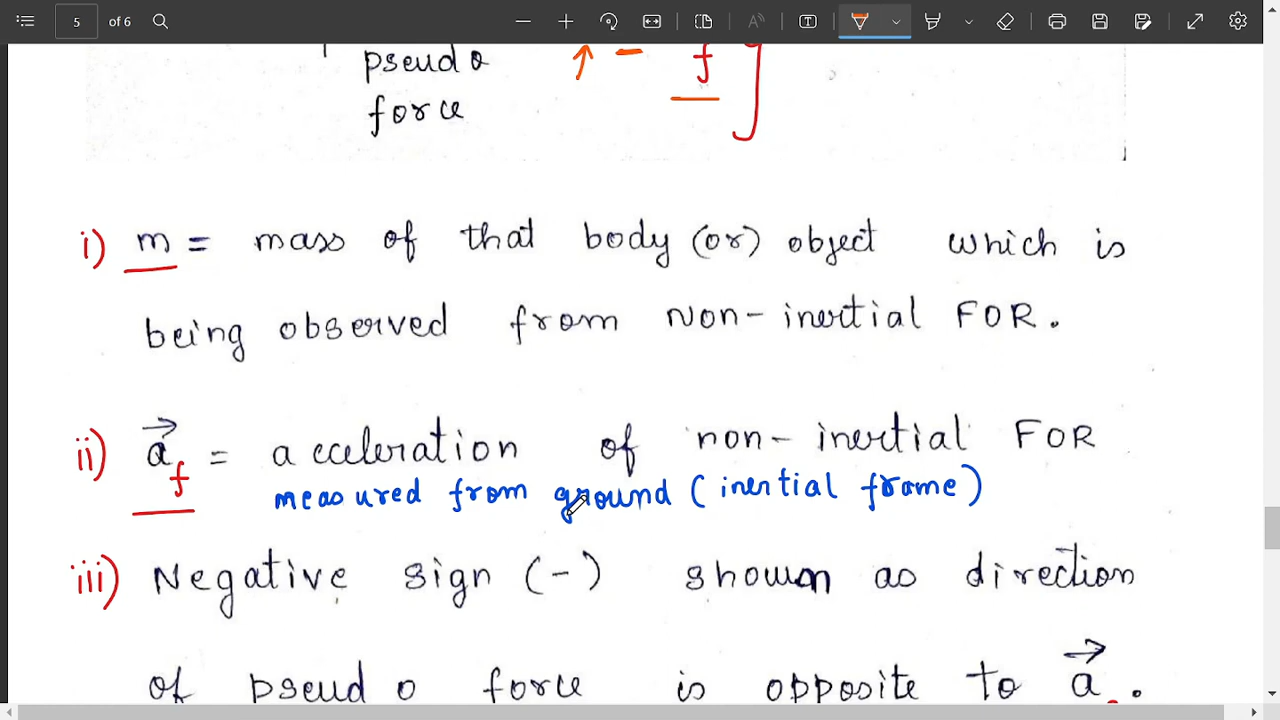 5 of 6
pseudo - f
force
i) m = mass of that body (or) object which is
being observed from non-inertial FOR.
ii) a⃗f = acceleration of non-inertial FOR
measured from ground (inertial frame)
iii) Negative sign (-) shown as direction
of pseudo force is opposite to a⃗ .